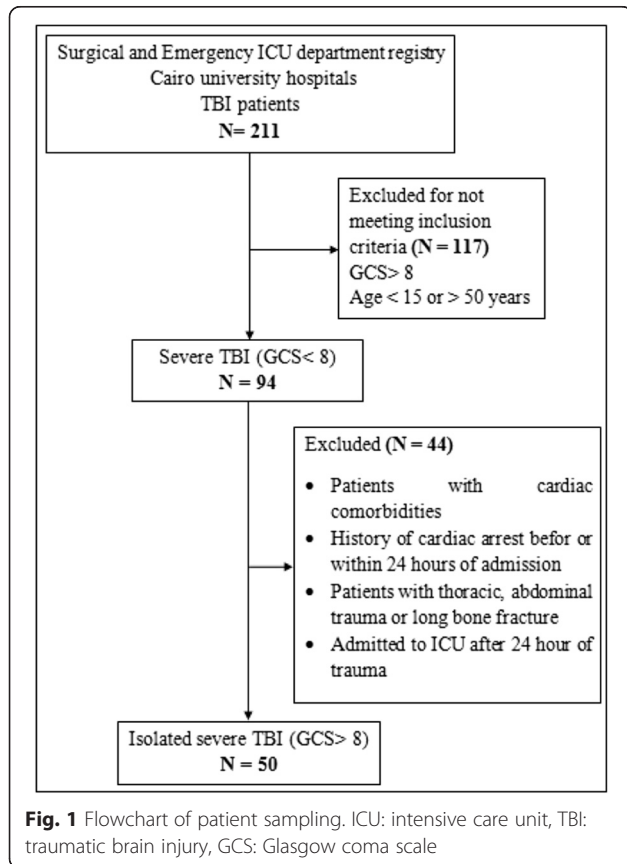 Surgical and Emergency ICU department registry
Cairo university hospitals
TBI patients
N= 211
Excluded for not
meeting inclusion
criteria (N = 117)
GCS> 8
Age < 15 or > 50 years
Severe TBI (GCS< 8)
N = 94
Excluded (N = 44)
• Patients with cardiac
comorbidities
• History of cardiac arrest befor or
within 24 hours of admission
• Patients with thoracic, abdominal
trauma or long bone fracture
• Admitted to ICU after 24 hour of
trauma
Isolated severe TBI (GCS> 8)
N = 50
Fig. 1 Flowchart of patient sampling. ICU: intensive care unit, TBI:
traumatic brain injury, GCS: Glasgow coma scale